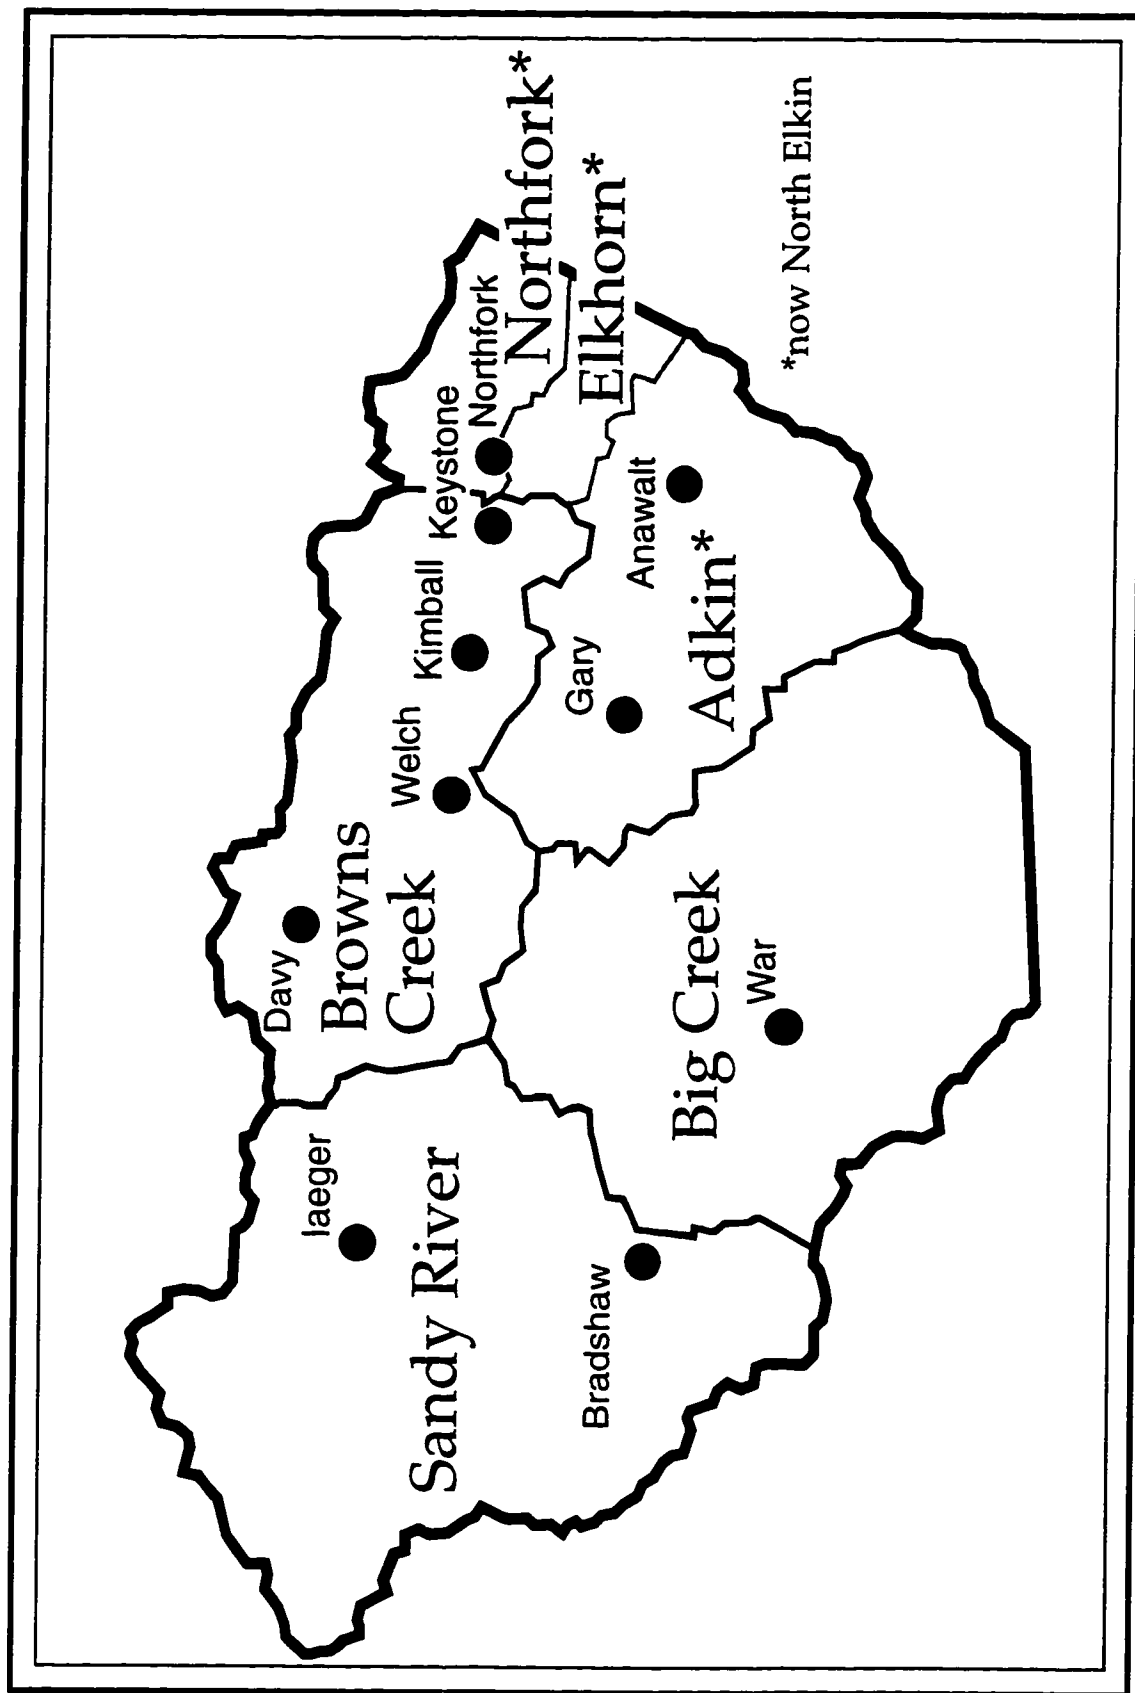 Northfork*
Northfork
Elkhorn*
Keystone
Kimball
Welch
Davy
Browns
Creek
Iaeger
Sandy River
Bradshaw
Anawalt
Gary
Adkin*
Big Creek
War
*now North Elkin